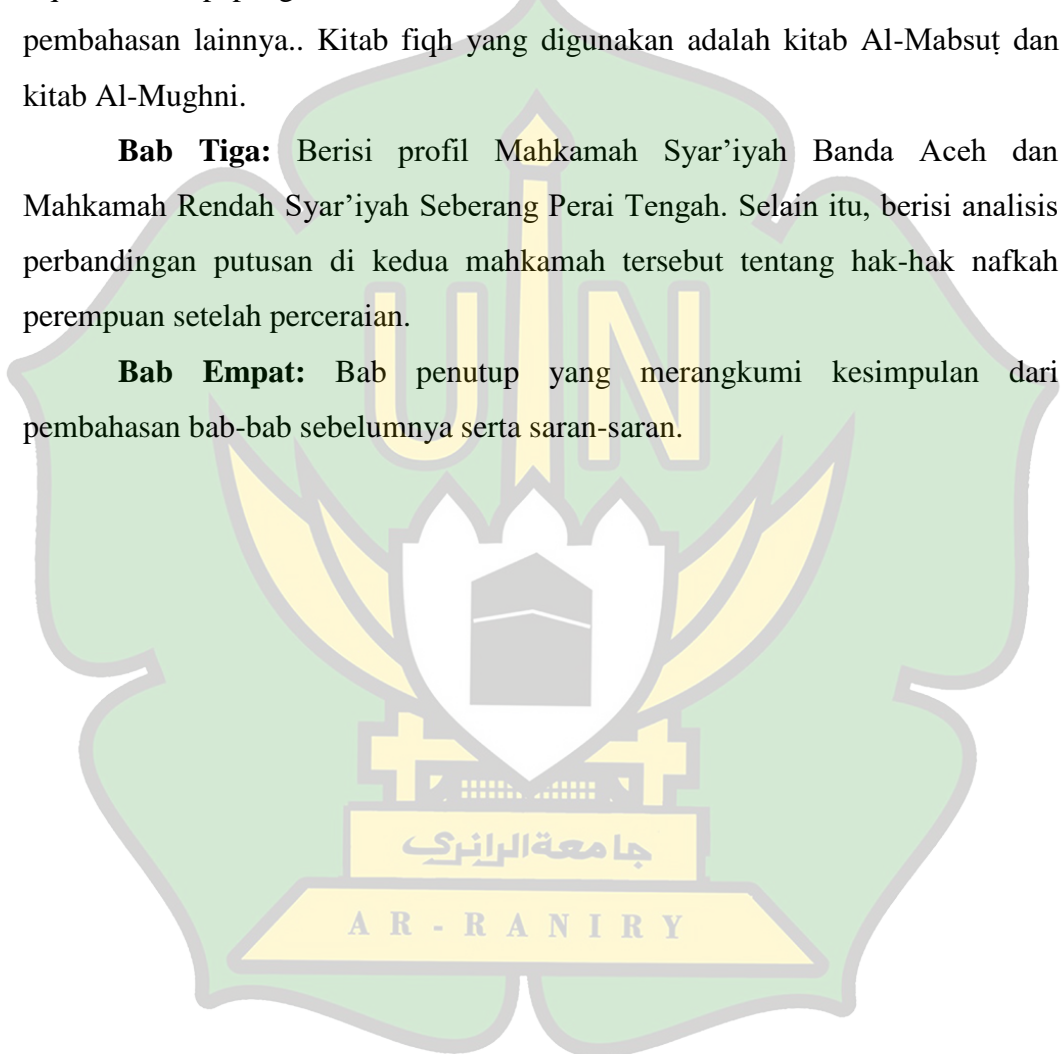 pembahasan lainnya.. Kitab fiqh yang digunakan adalah kitab Al-Mabsuṭ dan
kitab Al-Mughni.
Bab Tiga: Berisi profil Mahkamah Syar’iyah Banda Aceh dan
Mahkamah Rendah Syar’iyah Seberang Perai Tengah. Selain itu, berisi analisis
perbandingan putusan di kedua mahkamah tersebut tentang hak-hak nafkah
perempuan setelah perceraian.
Bab Empat: Bab penutup yang merangkumi kesimpulan dari
pembahasan bab-bab sebelumnya serta saran-saran.
UIN
جامعة الرانري
AR-RANIRY